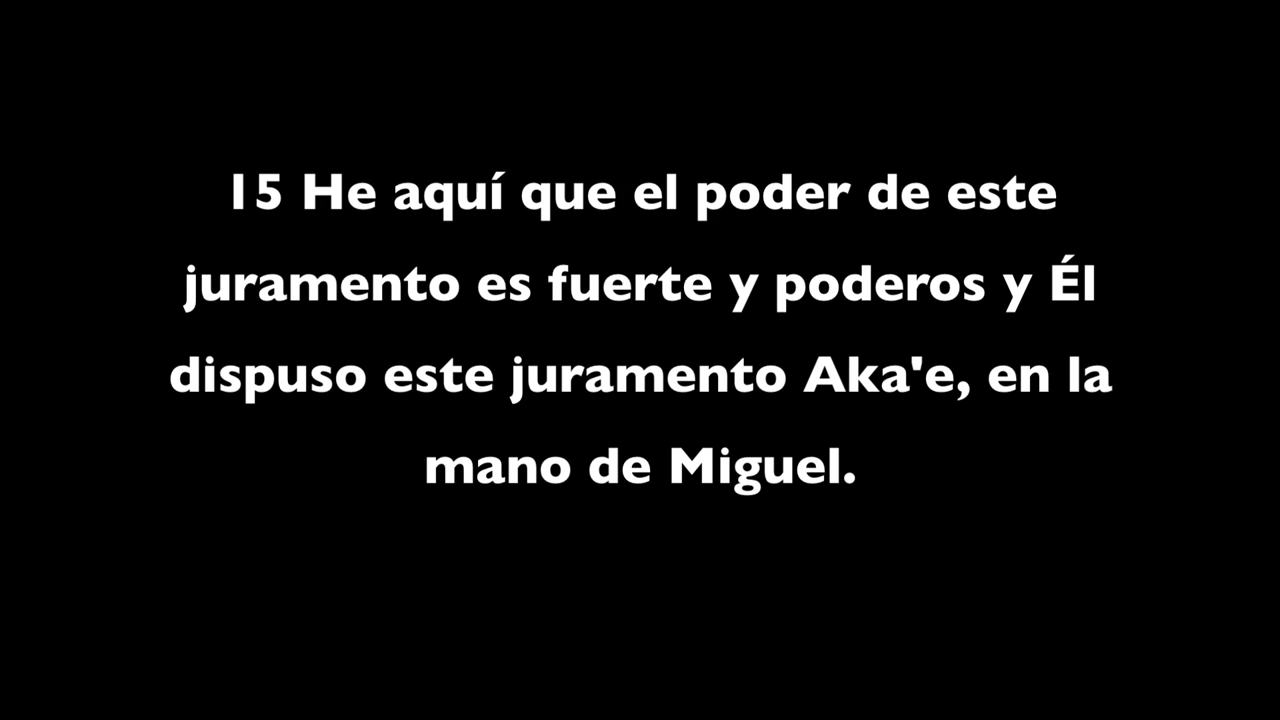 15 He aquí que el poder de este
juramento es fuerte y poderos y Él
dispuso este juramento Aka'e, en la
mano de Miguel.